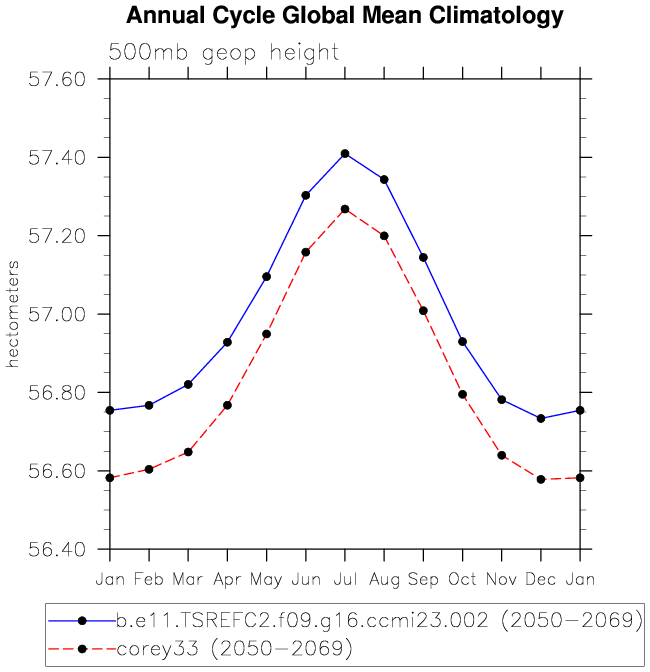 Annual Cycle Global Mean Climatology
500mb geop height
57.60
57.40
57.20
57.00
56.80
56.60
56.40
hectometers
Jan Feb Mar Apr May Jun Jul Aug Sep Oct Nov Dec Jan
b.e11.TSREFC2.f09.g16.ccmi23.002 (2050-2069)
corey33 (2050-2069)